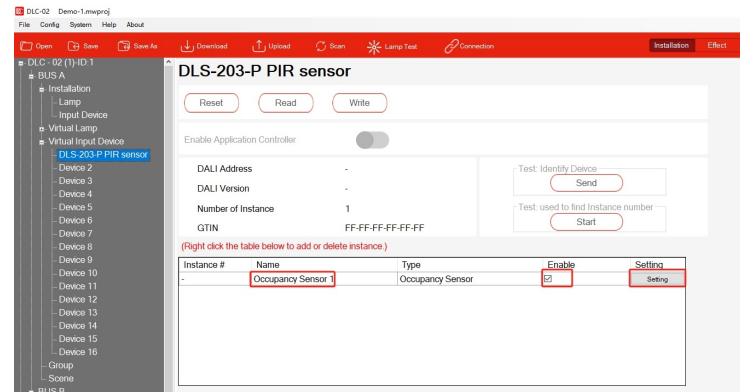 DLC-02 Demo-1.mwproj
File Config System Help About
Open Save Save As Download Upload Scan Lamp Test Connection Installation Effect
DLC - 02 (1)-ID:1
BUS A
Installation
Lamp
Input Device
Virtual Lamp
Virtual Input Device
DLS-203-P PIR sensor
Device 2
Device 3
Device 4
Device 5
Device 6
Device 7
Device 8
Device 9
Device 10
Device 11
Device 12
Device 13
Device 14
Device 15
Device 16
Group
Scene
BUS B
DLS-203-P PIR sensor
Reset Read Write
Enable Application Controller
DALI Address -
DALI Version -
Number of Instance 1
GTIN FF-FF-FF-FF-FF-FF
Test: Identify Deivce
Send
Test: used to find Instance number
Start
(Right click the table below to add or delete instance.)
Instance # Name Type Enable Setting
- Occupancy Sensor 1 Occupancy Sensor Setting